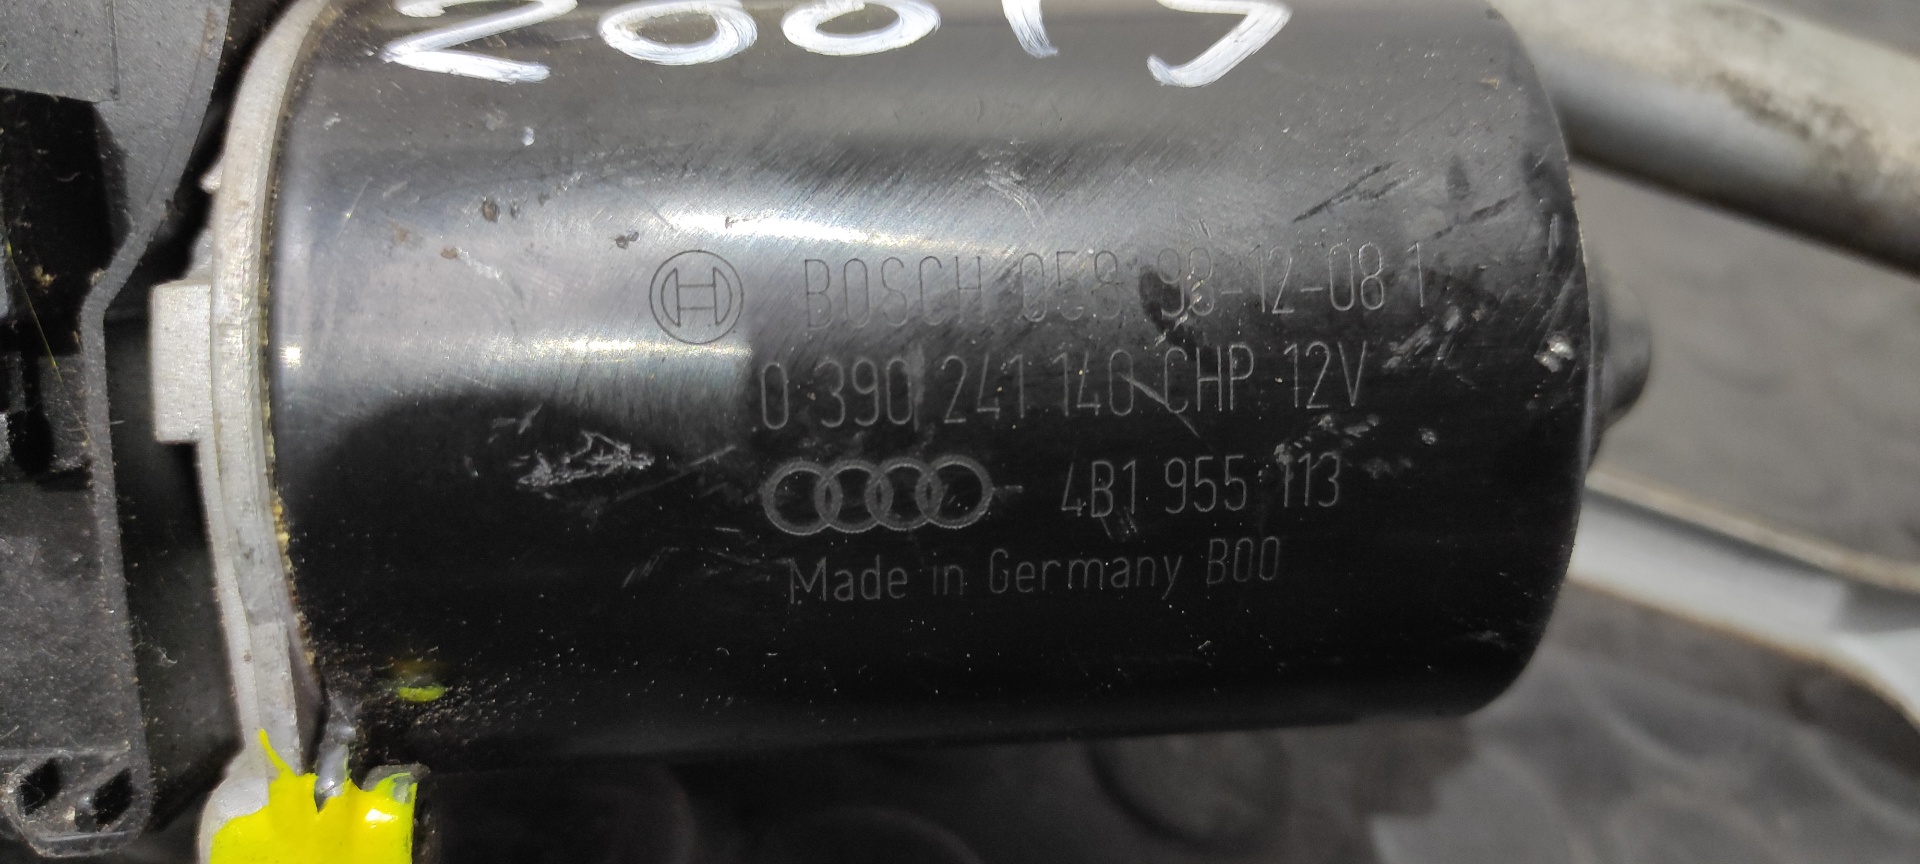 BOSCH 058 98-12-08 1
0 390 241 140 CHP 12V
4B1 955 113
Made in Germany B00